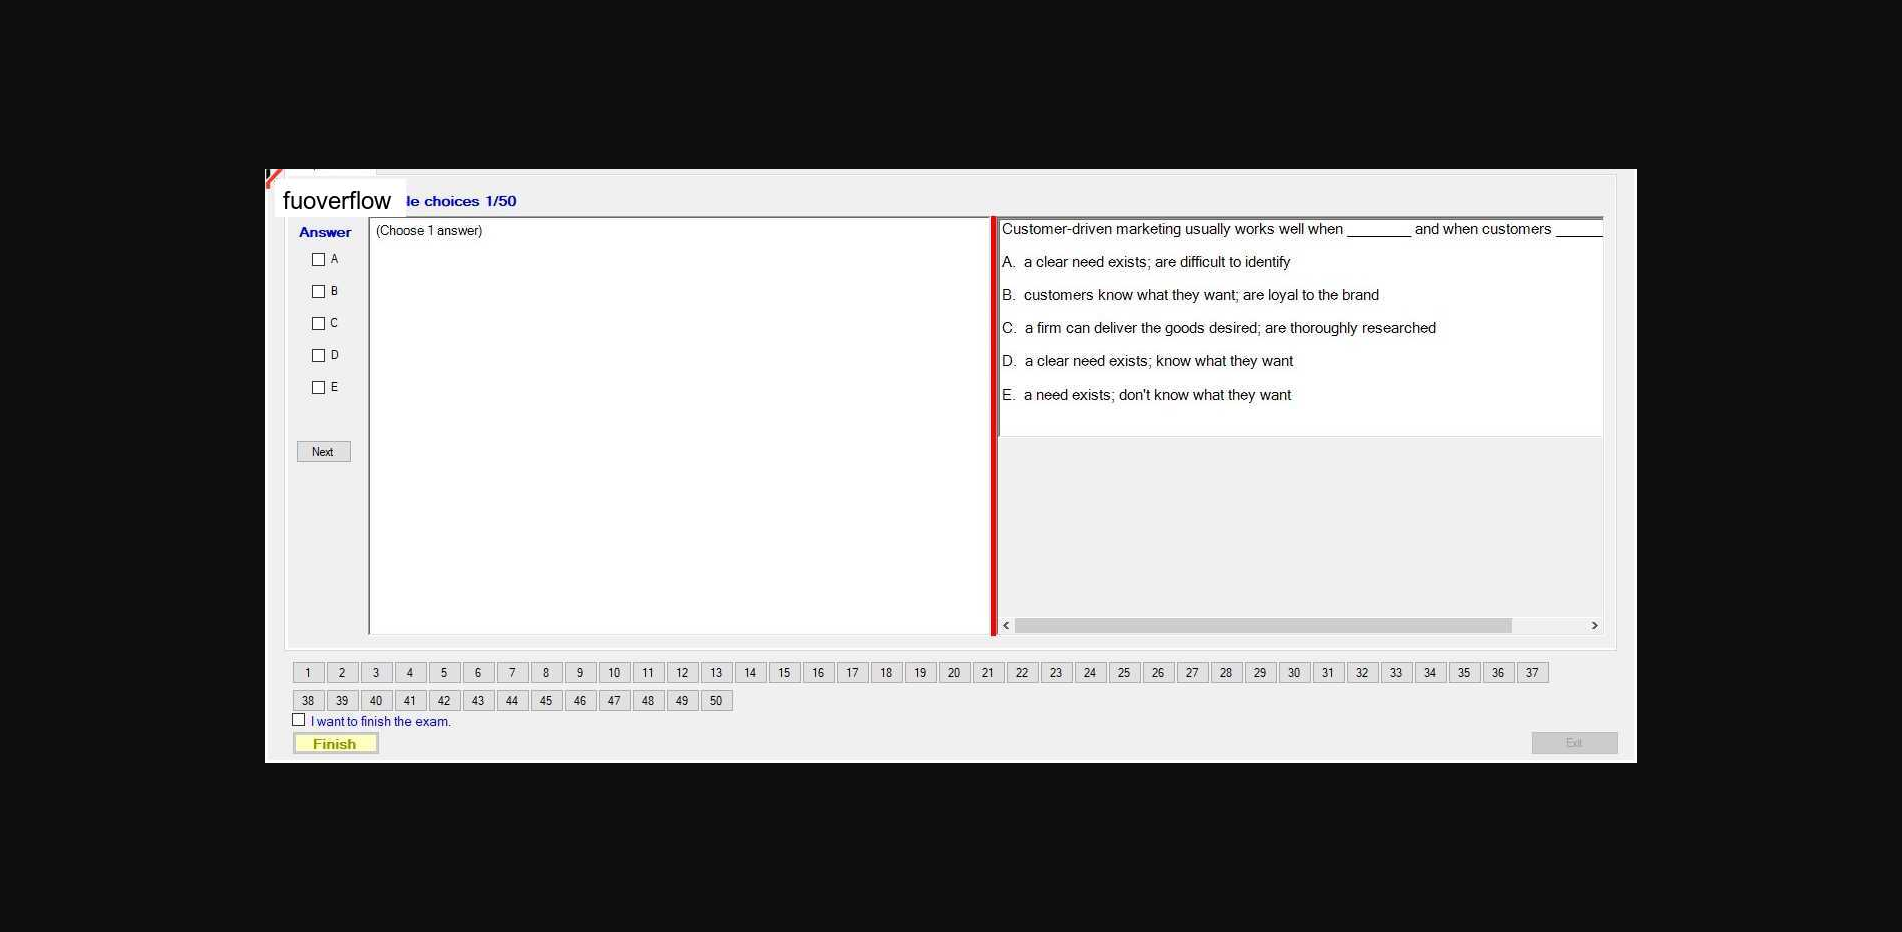 fuoverflow
le choices 1/50
Answer
A
B
C
D
E
Next
(Choose 1 answer)
Customer-driven marketing usually works well when ________ and when customers ______
A. a clear need exists; are difficult to identify
B. customers know what they want; are loyal to the brand
C. a firm can deliver the goods desired; are thoroughly researched
D. a clear need exists; know what they want
E. a need exists; don't know what they want
1 2 3 4 5 6 7 8 9 10 11 12 13 14 15 16 17 18 19 20 21 22 23 24 25 26 27 28 29 30 31 32 33 34 35 36 37
38 39 40 41 42 43 44 45 46 47 48 49 50
I want to finish the exam.
Finish
Exit